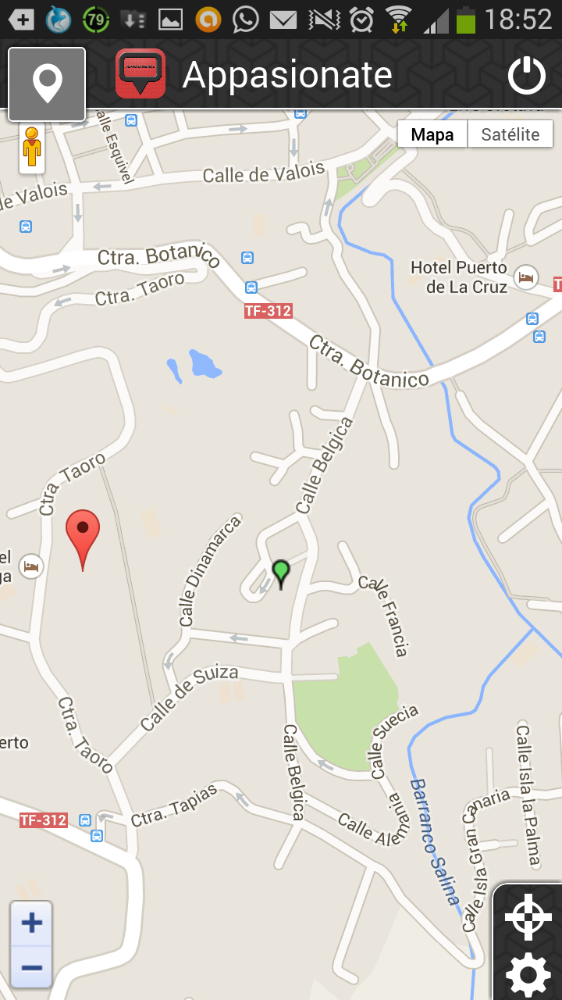 79
18:52
APPASIONATE
Appasionate
Mapa
Satélite
alle Esquivel
Calle de Valois
de Valois
Ctra. Botanico
Ctra. Taoro
Hotel Puerto
de La Cruz
T
TF-312
Ctra. Botanico
Calle Belgica
Ctra. Taoro
el
ga
Calle Dinamarca
Calle Francia
Calle de Suiza
Ctra. Taoro
erto
Calle Suecia
Calle Belgica
Calle Isla la Palma
TF-312
Ctra. Tapias
Calle Alemania
Barranco Salina
Calle Isla Gran Canaria
+
−